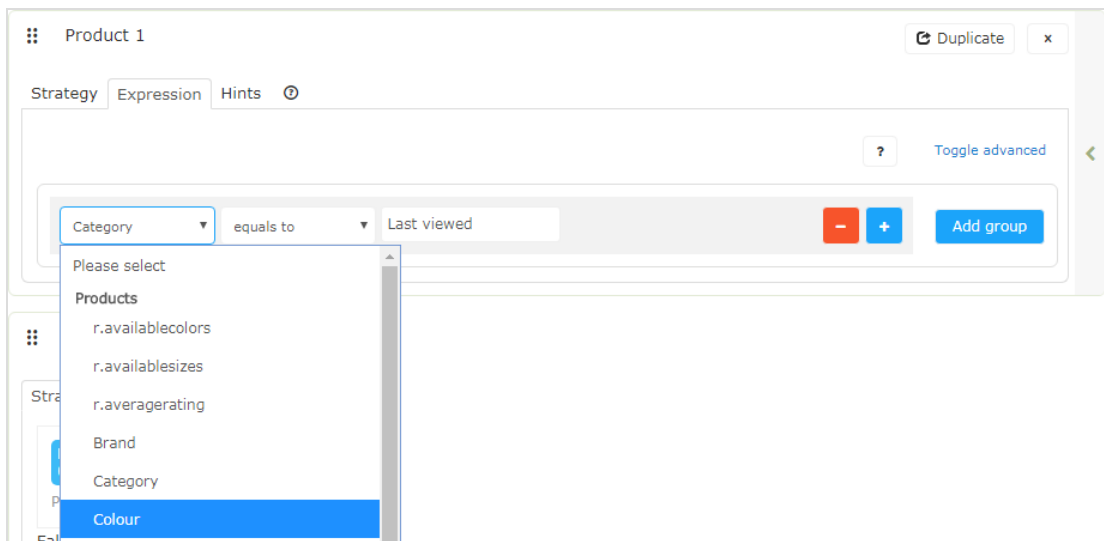 Product 1
Duplicate
x
Strategy Expression Hints ?
? Toggle advanced
Category equals to Last viewed - + Add group
Please select
Products
r.availablecolors
r.availablesizes
r.averagerating
Brand
Category
Colour
Stra
P